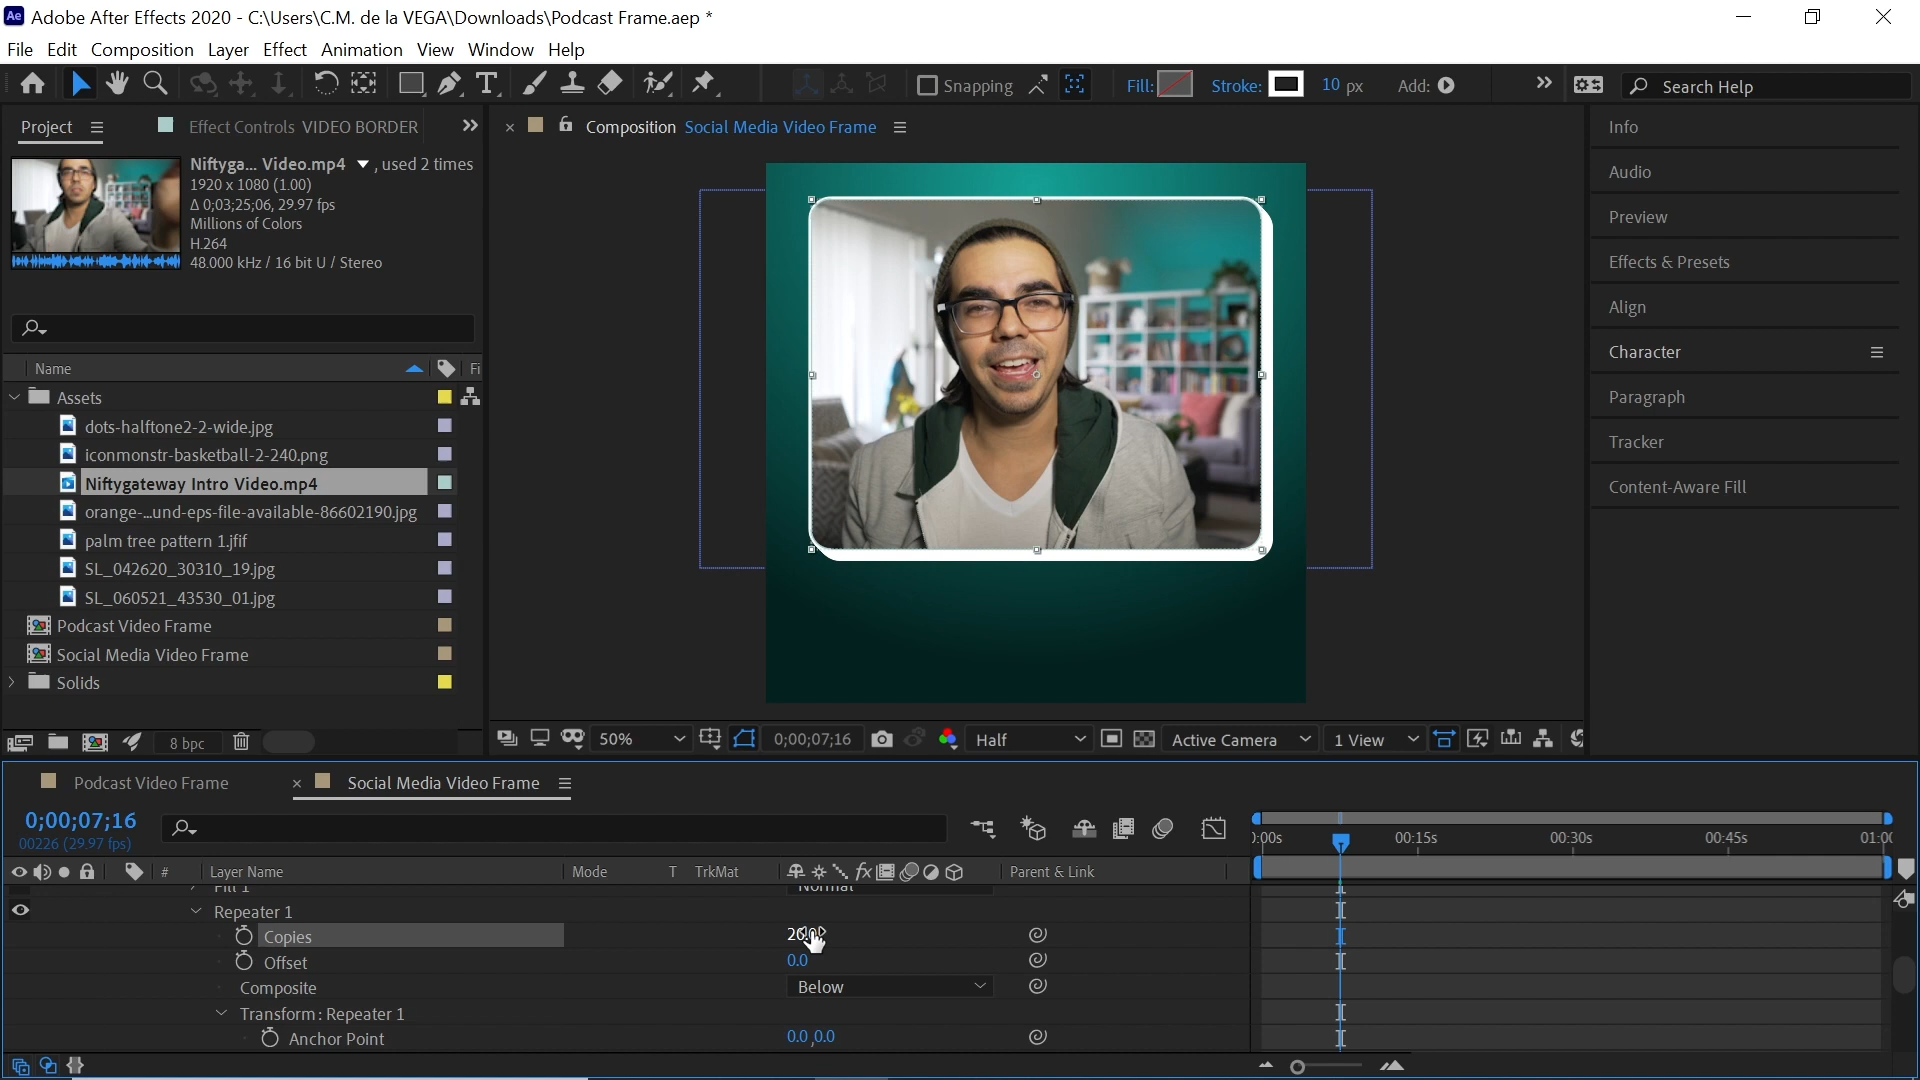 Ae Adobe After Effects 2020 - C:\Users\C.M. de la VEGA\Downloads\Podcast Frame.aep *
File Edit Composition Layer Effect Animation View Window Help
Snapping Fill: Stroke: 10 px Add: Search Help
Project Effect Controls VIDEO BORDER
Composition Social Media Video Frame
Niftyga... Video.mp4 , used 2 times
1920 x 1080 (1.00)
Δ 0;03;25;06, 29.97 fps
Millions of Colors
H.264
48.000 kHz / 16 bit U / Stereo
Name Fi
Assets
dots-halftone2-2-wide.jpg
iconmonstr-basketball-2-240.png
Niftygateway Intro Video.mp4
orange-...und-eps-file-available-86602190.jpg
palm tree pattern 1.jfif
SL_042620_30310_19.jpg
SL_060521_43530_01.jpg
Podcast Video Frame
Social Media Video Frame
Solids
8 bpc
50% 0;00;07;16 Half Active Camera 1 View
Info
Audio
Preview
Effects & Presets
Align
Character
Paragraph
Tracker
Content-Aware Fill
Podcast Video Frame Social Media Video Frame
0;00;07;16
00226 (29.97 fps)
00s 00:15s 00:30s 00:45s 01:00
# Layer Name Mode T TrkMat fx Parent & Link
Fill 1 Normal
Repeater 1
Copies
Offset 0.0
Composite Below
Transform: Repeater 1
Anchor Point 0.0,0.0